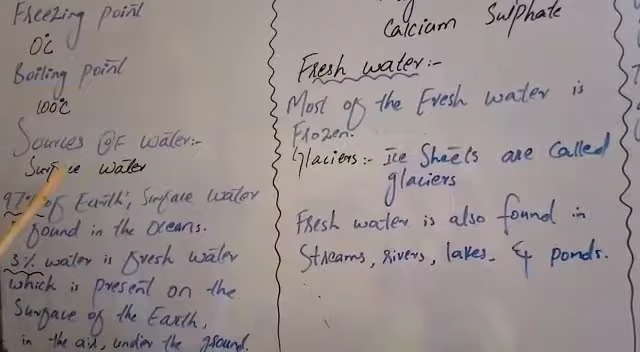 Freezing point
0°c
Boiling point
100°c
Sources OF water:-
Surface water
97% of Earth, Surface water
found in the Oceans.
3% water is fresh water
which is present on the
Surface of the Earth,
in the air, under the ground.
Calcium Sulphate
Fresh water:-
Most of the Fresh water is
Frozen.
Glaciers:- Ice Sheels are called
glaciers
Fresh water is also found in
Streams, rivers, lakes, & ponds.